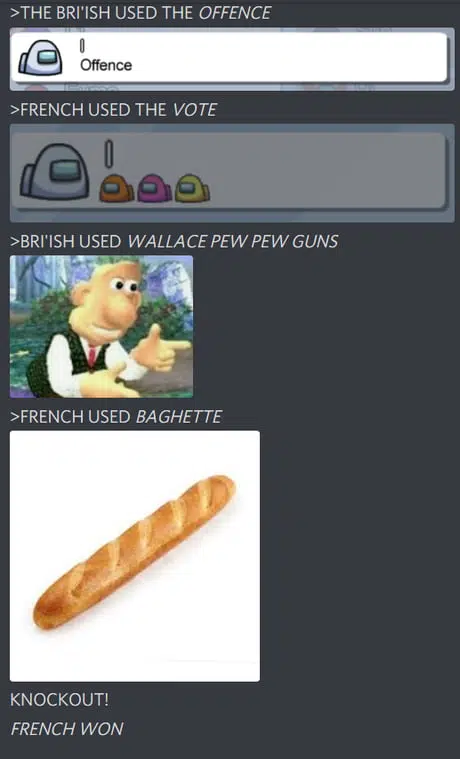 >THE BRI'ISH USED THE OFFENCE
Offence
>FRENCH USED THE VOTE
>BRI'ISH USED WALLACE PEW PEW GUNS
>FRENCH USED BAGHETTE
KNOCKOUT!
FRENCH WON